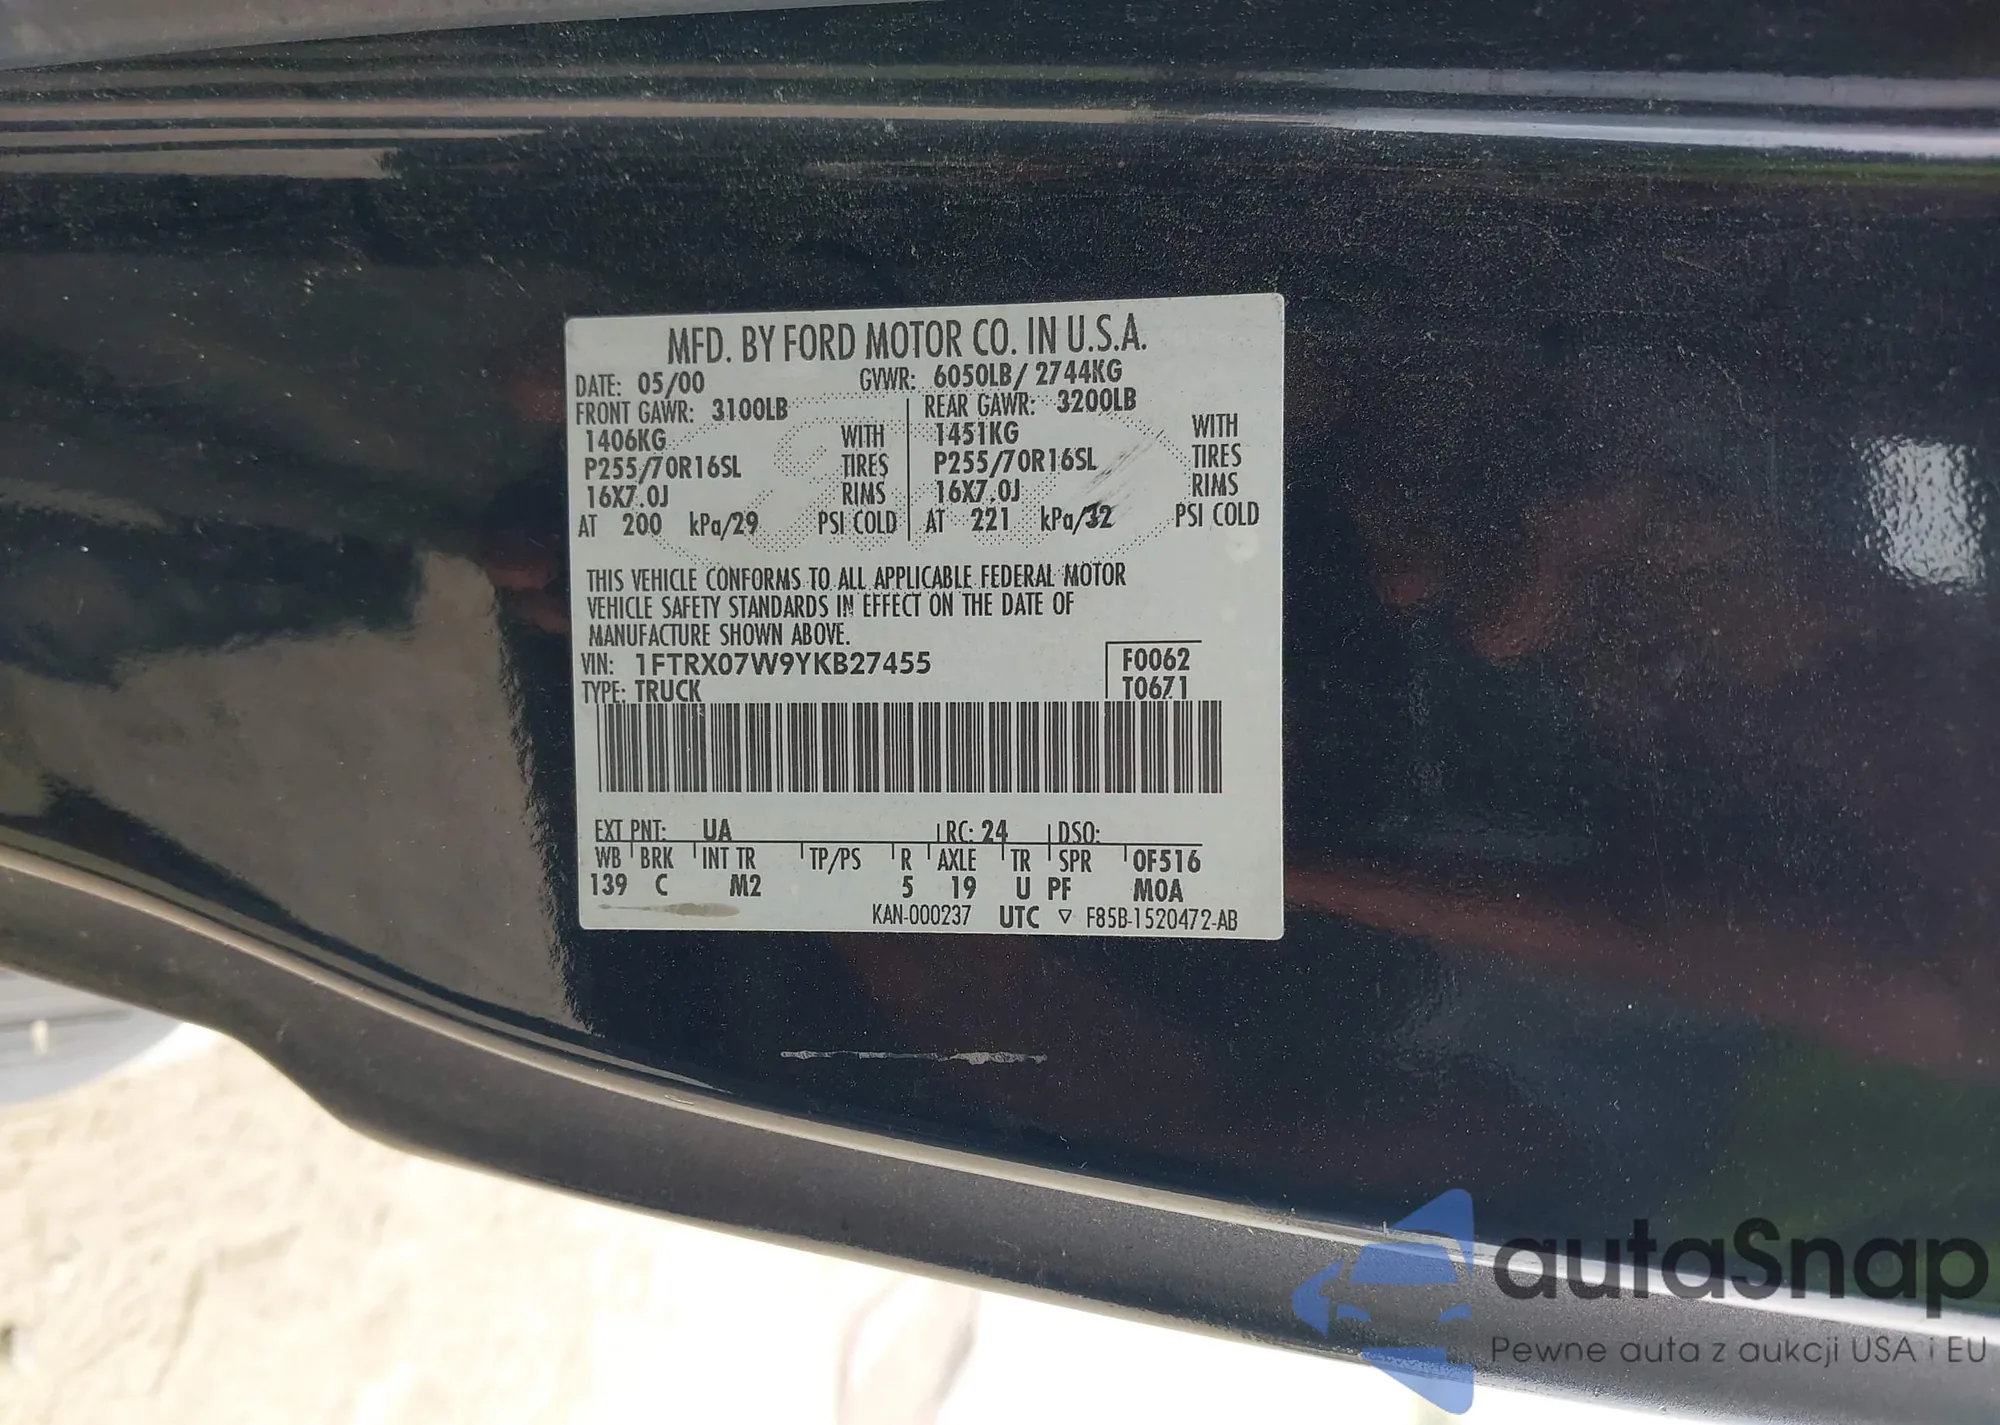 MFD. BY FORD MOTOR CO. IN U.S.A.
DATE: 05/00 GVWR: 6050LB/ 2744KG
FRONT GAWR: 3100LB REAR GAWR: 3200LB
1406KG WITH 1451KG WITH
P255/70R16SL TIRES P255/70R16SL TIRES
16X7.0J RIMS 16X7.0J RIMS
AT 200 kPa/29 PSI COLD AT 221 kPa/32 PSI COLD
THIS VEHICLE CONFORMS TO ALL APPLICABLE FEDERAL MOTOR
VEHICLE SAFETY STANDARDS IN EFFECT ON THE DATE OF
MANUFACTURE SHOWN ABOVE.
VIN: 1FTRX07W9YKB27455 F0062
TYPE: TRUCK T0671
EXT PNT: UA RC: 24 DSO:
WB BRK INT TR TP/PS R AXLE TR SPR 0F516
139 C M2 5 19 U PF M0A
KAN-000237 UTC ▽ F85B-1520472-AB
autaSnap
Pewne auta z aukcji USA i EU